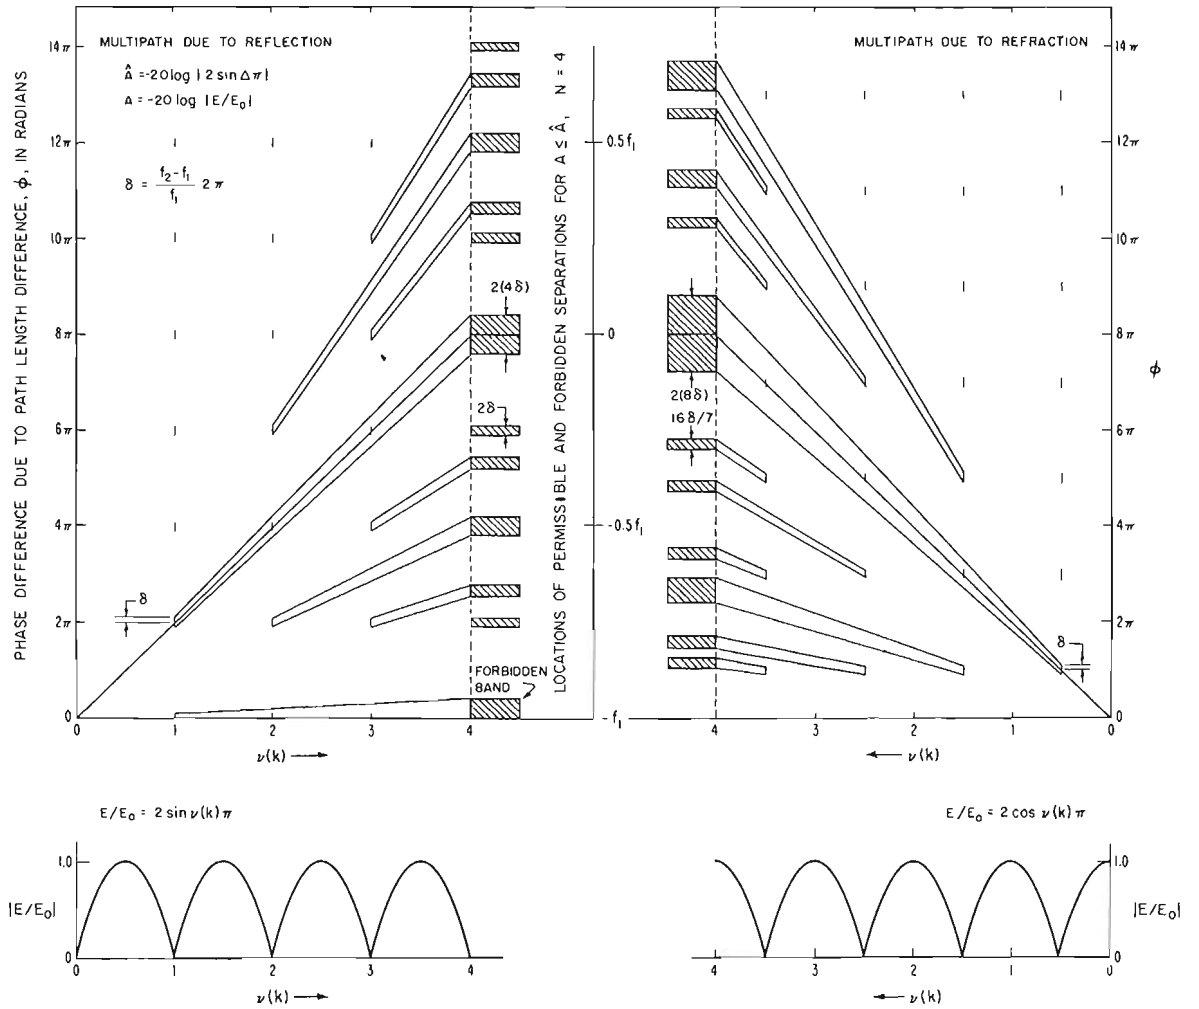 PHASE DIFFERENCE DUE TO PATH LENGTH DIFFERENCE, ϕ, IN RADIANS
14π
12π
10π
8π
6π
4π
2π
0
MULTIPATH DUE TO REFLECTION
Â = -20 log | 2 sin Δπ |
A = -20 log |E/E₀|
δ = (f₂-f₁)/f₁ 2π
δ
0
1
2
3
4
ν(k)
2(4δ)
2δ
FORBIDDEN
BAND
LOCATIONS OF PERMISSIBLE AND FORBIDDEN SEPARATIONS FOR A ≤ Â, N = 4
0.5f₁
0
-0.5f₁
-f₁
MULTIPATH DUE TO REFRACTION
2(8δ)
16δ/7
δ
14π
12π
10π
8π
6π
4π
2π
0
ϕ
4
3
2
1
0
ν(k)
E/E₀ = 2 sin ν(k)π
1.0
0
|E/E₀|
0
1
2
3
4
ν(k)
E/E₀ = 2 cos ν(k)π
1.0
0
|E/E₀|
4
3
2
1
0
ν(k)